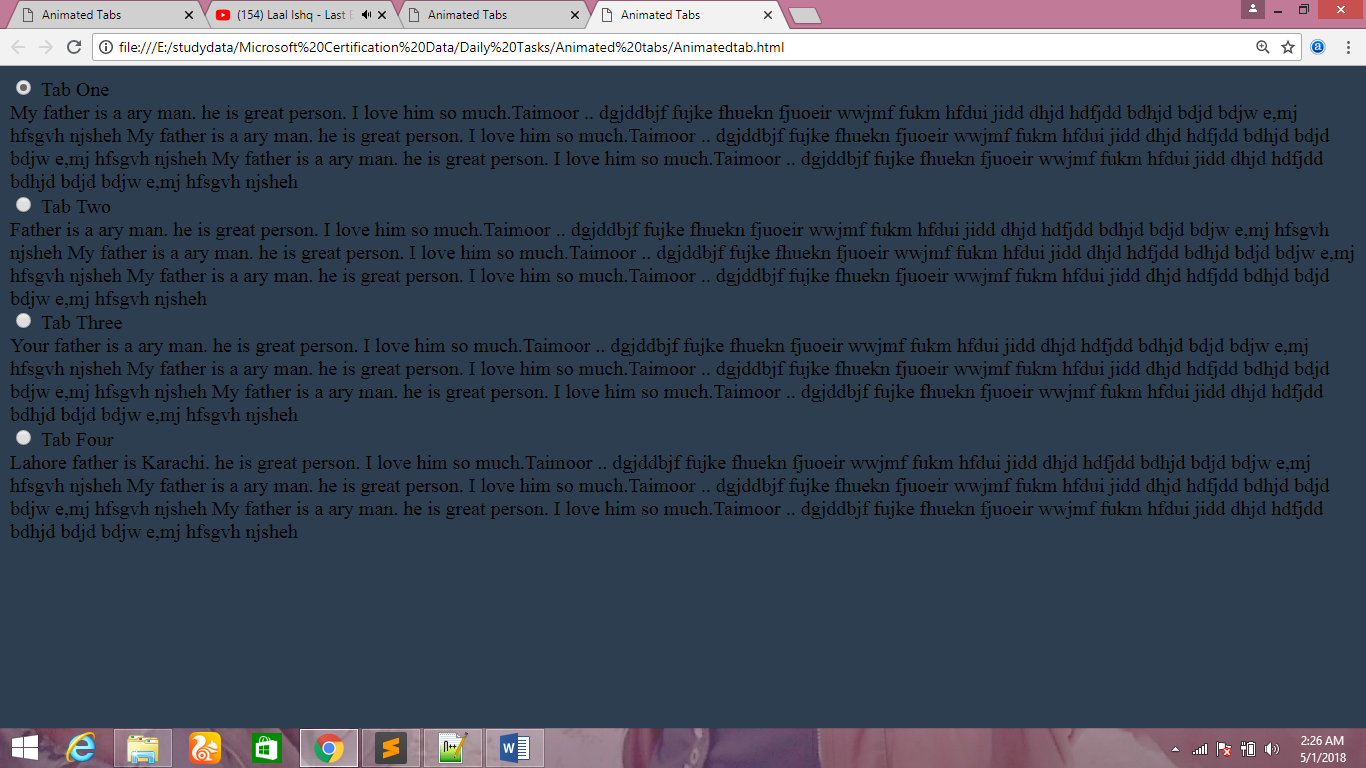 Animated Tabs
(154) Laal Ishq - Last
Animated Tabs
Animated Tabs
file:///E:/studydata/Microsoft%20Certification%20Data/Daily%20Tasks/Animated%20tabs/Animatedtab.html
Tab One
My father is a ary man. he is great person. I love him so much.Taimoor .. dgjddbjf fujke fhuekn fjuoeir wwjmf fukm hfdui jidd dhjd hdfjdd bdhjd bdjd bdjw e,mj
hfsgvh njsheh My father is a ary man. he is great person. I love him so much.Taimoor .. dgjddbjf fujke fhuekn fjuoeir wwjmf fukm hfdui jidd dhjd hdfjdd bdhjd bdjd
bdjw e,mj hfsgvh njsheh My father is a ary man. he is great person. I love him so much.Taimoor .. dgjddbjf fujke fhuekn fjuoeir wwjmf fukm hfdui jidd dhjd hdfjdd
bdhjd bdjd bdjw e,mj hfsgvh njsheh
Tab Two
Father is a ary man. he is great person. I love him so much.Taimoor .. dgjddbjf fujke fhuekn fjuoeir wwjmf fukm hfdui jidd dhjd hdfjdd bdhjd bdjd bdjw e,mj hfsgvh
njsheh My father is a ary man. he is great person. I love him so much.Taimoor .. dgjddbjf fujke fhuekn fjuoeir wwjmf fukm hfdui jidd dhjd hdfjdd bdhjd bdjd bdjw e,mj
hfsgvh njsheh My father is a ary man. he is great person. I love him so much.Taimoor .. dgjddbjf fujke fhuekn fjuoeir wwjmf fukm hfdui jidd dhjd hdfjdd bdhjd bdjd
bdjw e,mj hfsgvh njsheh
Tab Three
Your father is a ary man. he is great person. I love him so much.Taimoor .. dgjddbjf fujke fhuekn fjuoeir wwjmf fukm hfdui jidd dhjd hdfjdd bdhjd bdjd bdjw e,mj
hfsgvh njsheh My father is a ary man. he is great person. I love him so much.Taimoor .. dgjddbjf fujke fhuekn fjuoeir wwjmf fukm hfdui jidd dhjd hdfjdd bdhjd bdjd
bdjw e,mj hfsgvh njsheh My father is a ary man. he is great person. I love him so much.Taimoor .. dgjddbjf fujke fhuekn fjuoeir wwjmf fukm hfdui jidd dhjd hdfjdd
bdhjd bdjd bdjw e,mj hfsgvh njsheh
Tab Four
Lahore father is Karachi. he is great person. I love him so much.Taimoor .. dgjddbjf fujke fhuekn fjuoeir wwjmf fukm hfdui jidd dhjd hdfjdd bdhjd bdjd bdjw e,mj
hfsgvh njsheh My father is a ary man. he is great person. I love him so much.Taimoor .. dgjddbjf fujke fhuekn fjuoeir wwjmf fukm hfdui jidd dhjd hdfjdd bdhjd bdjd
bdjw e,mj hfsgvh njsheh My father is a ary man. he is great person. I love him so much.Taimoor .. dgjddbjf fujke fhuekn fjuoeir wwjmf fukm hfdui jidd dhjd hdfjdd
bdhjd bdjd bdjw e,mj hfsgvh njsheh
2:26 AM
5/1/2018